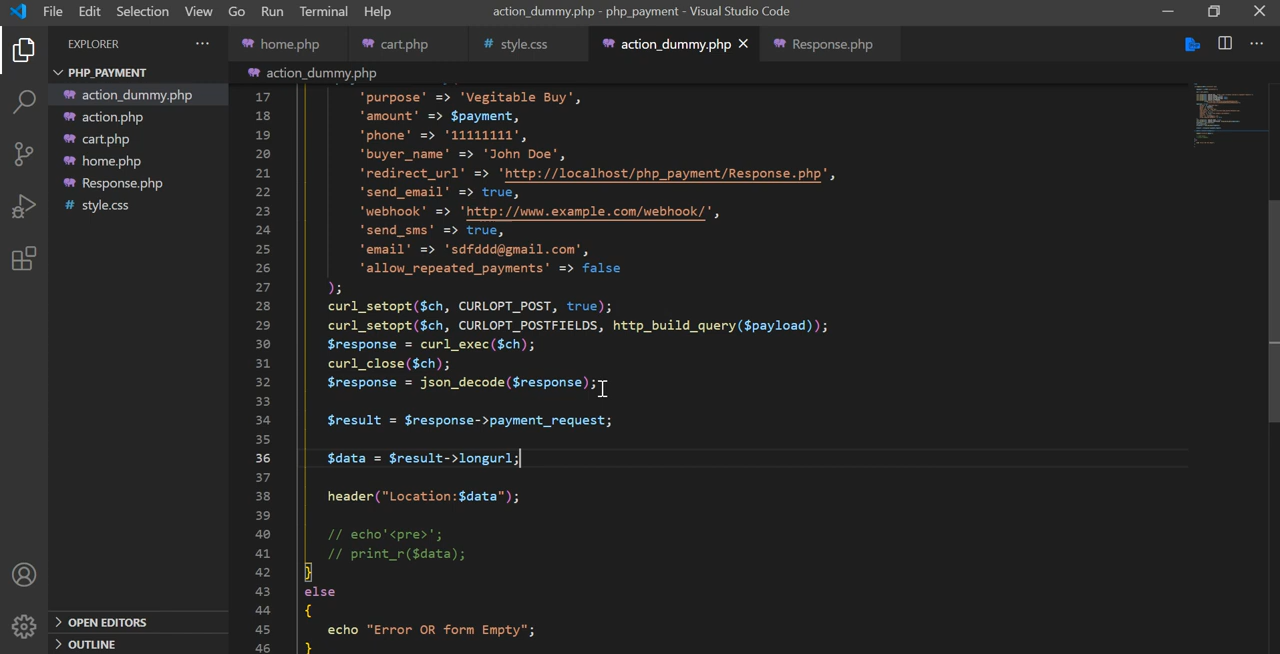 File Edit Selection View Go Run Terminal Help action_dummy.php - php_payment - Visual Studio Code
EXPLORER
PHP_PAYMENT
action_dummy.php
action.php
cart.php
home.php
Response.php
# style.css
OPEN EDITORS
OUTLINE
home.php cart.php # style.css action_dummy.php Response.php
action_dummy.php
17 'purpose' => 'Vegitable Buy',
18 'amount' => $payment,
19 'phone' => '11111111',
20 'buyer_name' => 'John Doe',
21 'redirect_url' => 'http://localhost/php_payment/Response.php',
22 'send_email' => true,
23 'webhook' => 'http://www.example.com/webhook/',
24 'send_sms' => true,
25 'email' => 'sdfddd@gmail.com',
26 'allow_repeated_payments' => false
27 );
28 curl_setopt($ch, CURLOPT_POST, true);
29 curl_setopt($ch, CURLOPT_POSTFIELDS, http_build_query($payload));
30 $response = curl_exec($ch);
31 curl_close($ch);
32 $response = json_decode($response);
33
34 $result = $response->payment_request;
35
36 $data = $result->longurl;
37
38 header("Location:$data");
39
40 // echo'<pre>';
41 // print_r($data);
42 }
43 else
44 {
45 echo "Error OR form Empty";
46 }